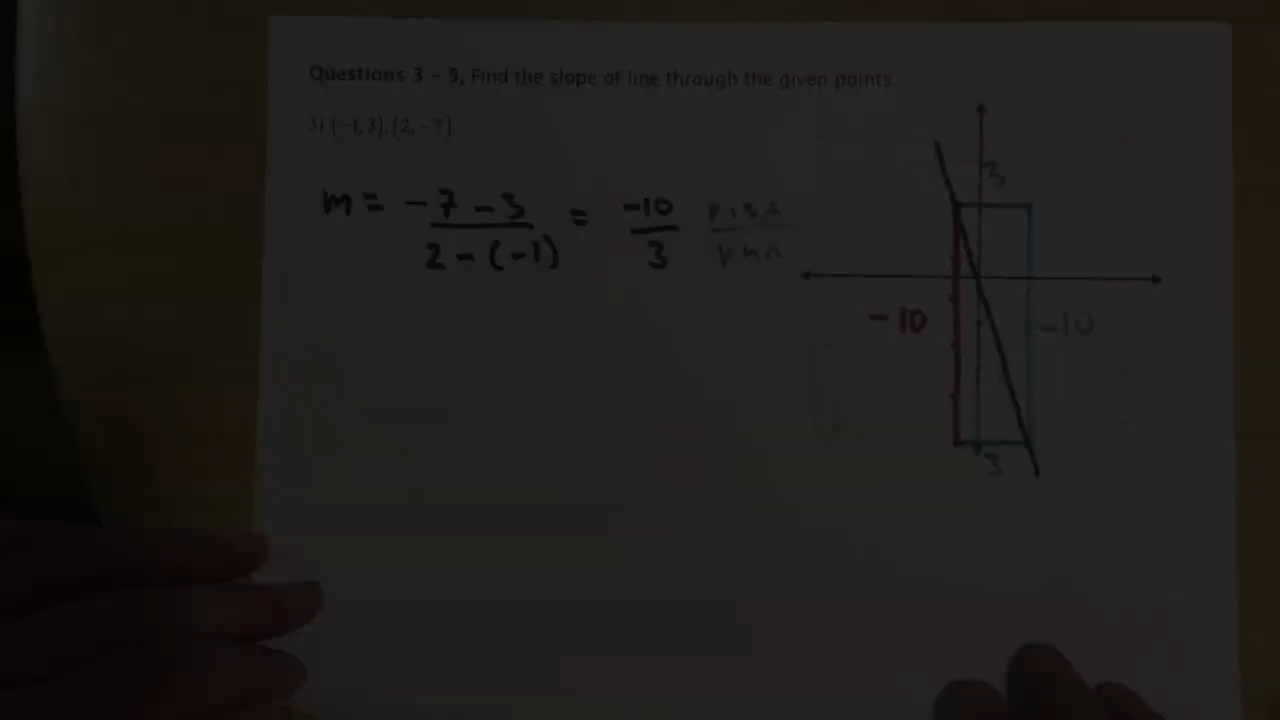 Questions 3 – 5, Find the slope of line through the given points.
3) (−1,3),(2,−7)
m = -7 - 3 / 2 - (-1) = -10 / 3 rise / run
3
-10 -10
3